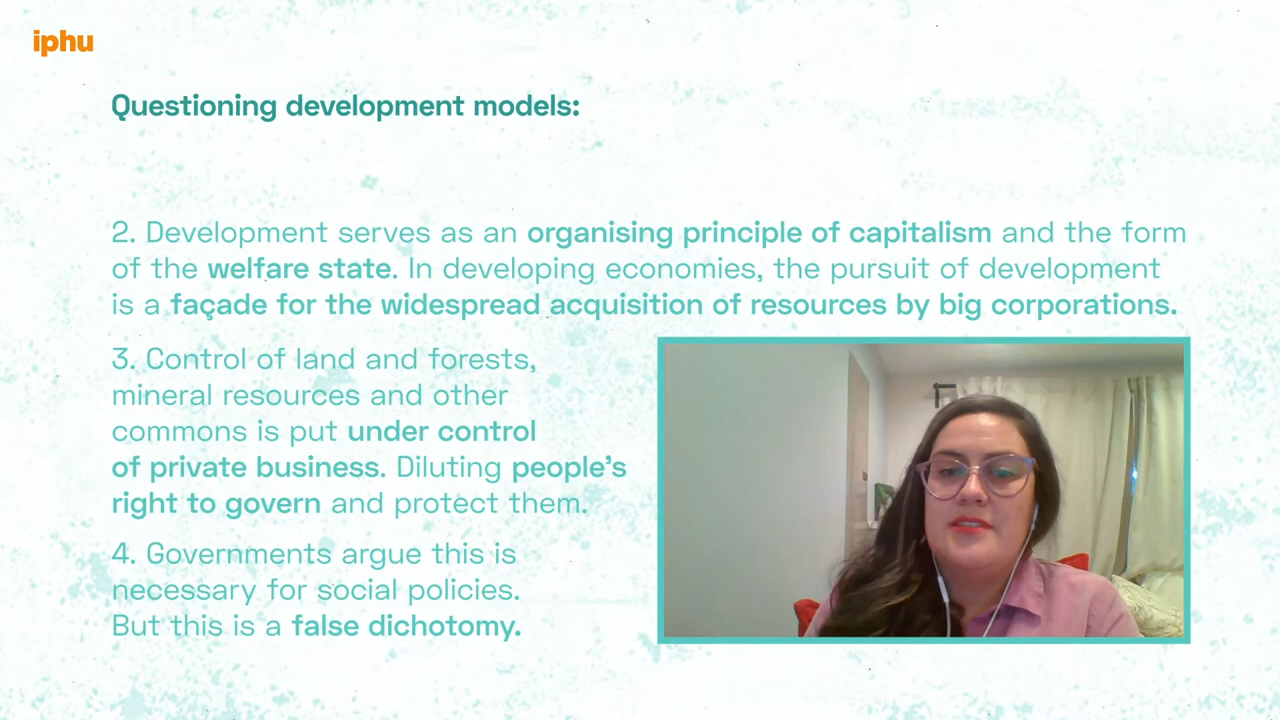 iphu
Questioning development models:
2. Development serves as an organising principle of capitalism and the form
of the welfare state. In developing economies, the pursuit of development
is a façade for the widespread acquisition of resources by big corporations.
3. Control of land and forests,
mineral resources and other
commons is put under control
of private business. Diluting people's
right to govern and protect them.
4. Governments argue this is
necessary for social policies.
But this is a false dichotomy.